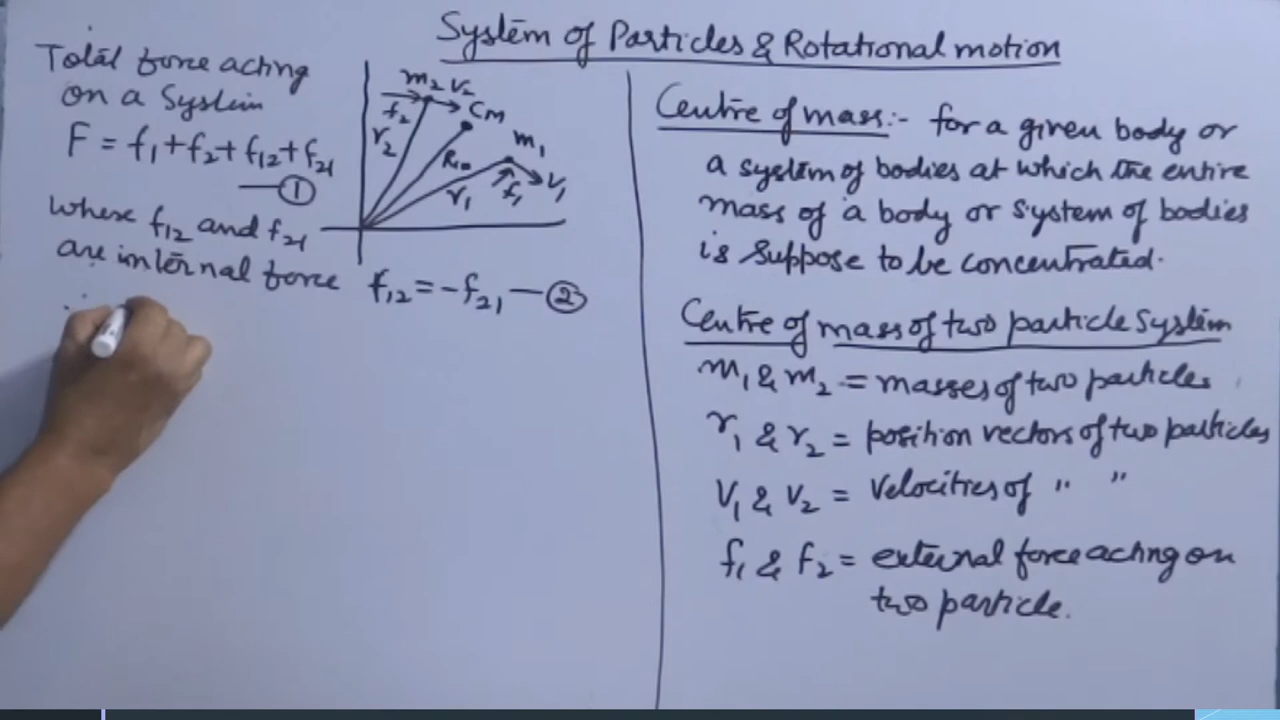 System of Particles & Rotational motion
Total force acting
on a System
F = f₁+f₂+f₁₂+f₂₁
—①
where f₁₂ and f₂₁
are internal force f₁₂ = -f₂₁ —②
m₂ v₂
f₂
CM
r₂
Rcm
m₁
r₁
f₁
v₁
Centre of mass:- for a given body or
a system of bodies at which the entire
mass of a body or system of bodies
is suppose to be concentrated.
Centre of mass of two particle System
m₁ & m₂ = masses of two particles
r₁ & r₂ = position vectors of two particles
V₁ & V₂ = Velocities of " "
f₁ & f₂ = external force acting on
two particle.